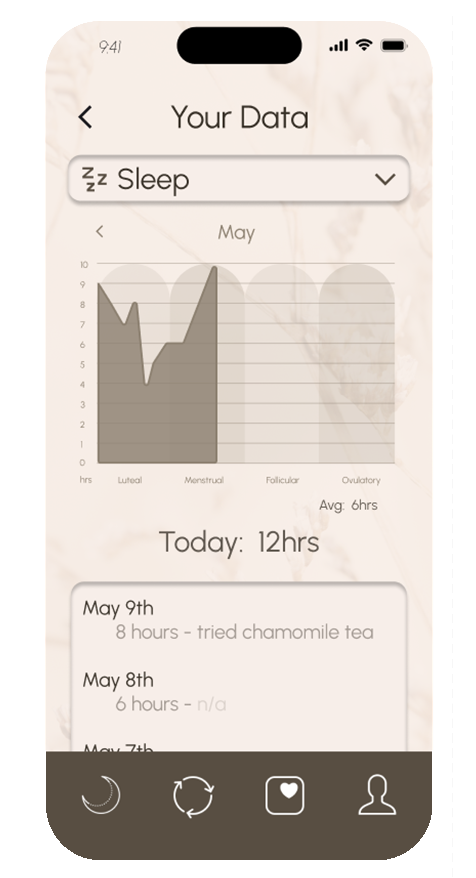 9:41
Your Data
zzzz Sleep
May
10
9
8
7
6
5
4
3
2
1
0
hrs Luteal Menstrual Follicular Ovulatory
Avg: 6hrs
Today: 12hrs
May 9th
8 hours - tried chamomile tea
May 8th
6 hours - n/a
May 7th